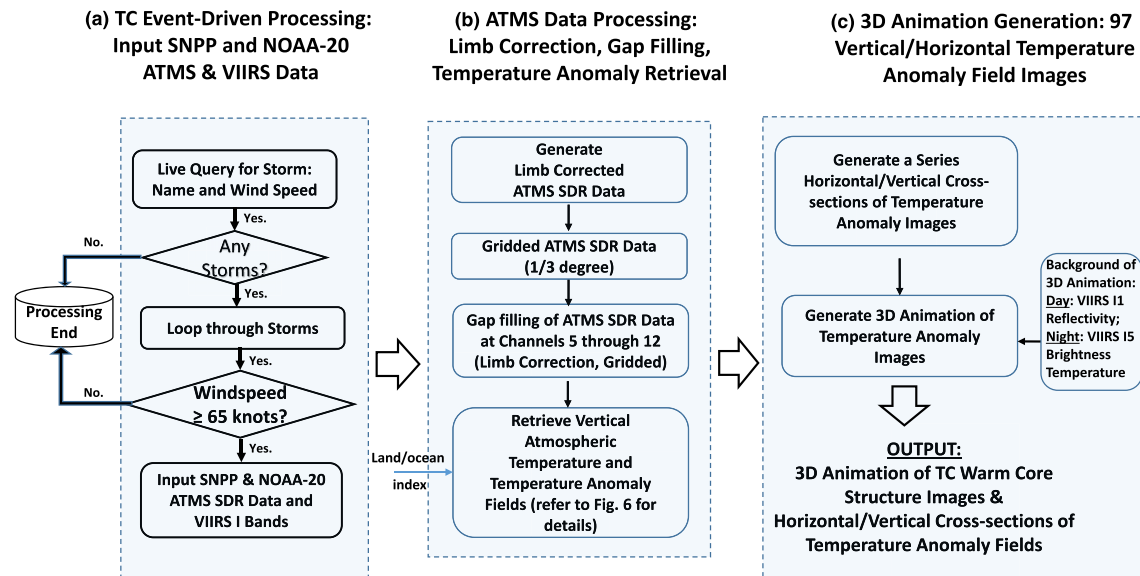 (a) TC Event-Driven Processing:
Input SNPP and NOAA-20
ATMS & VIIRS Data
Live Query for Storm:
Name and Wind Speed
Yes.
No.
Any
Storms?
Yes.
Processing
End
Loop through Storms
Yes.
No.
Windspeed
≥ 65 knots?
Yes.
Input SNPP & NOAA-20
ATMS SDR Data and
VIIRS I Bands
(b) ATMS Data Processing:
Limb Correction, Gap Filling,
Temperature Anomaly Retrieval
Generate
Limb Corrected
ATMS SDR Data
Gridded ATMS SDR Data
(1/3 degree)
Gap filling of ATMS SDR Data
at Channels 5 through 12
(Limb Correction, Gridded)
Land/ocean
index
Retrieve Vertical
Atmospheric
Temperature and
Temperature Anomaly
Fields (refer to Fig. 6 for
details)
(c) 3D Animation Generation: 97
Vertical/Horizontal Temperature
Anomaly Field Images
Generate a Series
Horizontal/Vertical Cross-
sections of Temperature
Anomaly Images
Generate 3D Animation of
Temperature Anomaly
Images
Background of
3D Animation:
Day: VIIRS I1
Reflectivity;
Night: VIIRS I5
Brightness
Temperature
OUTPUT:
3D Animation of TC Warm Core
Structure Images &
Horizontal/Vertical Cross-sections of
Temperature Anomaly Fields